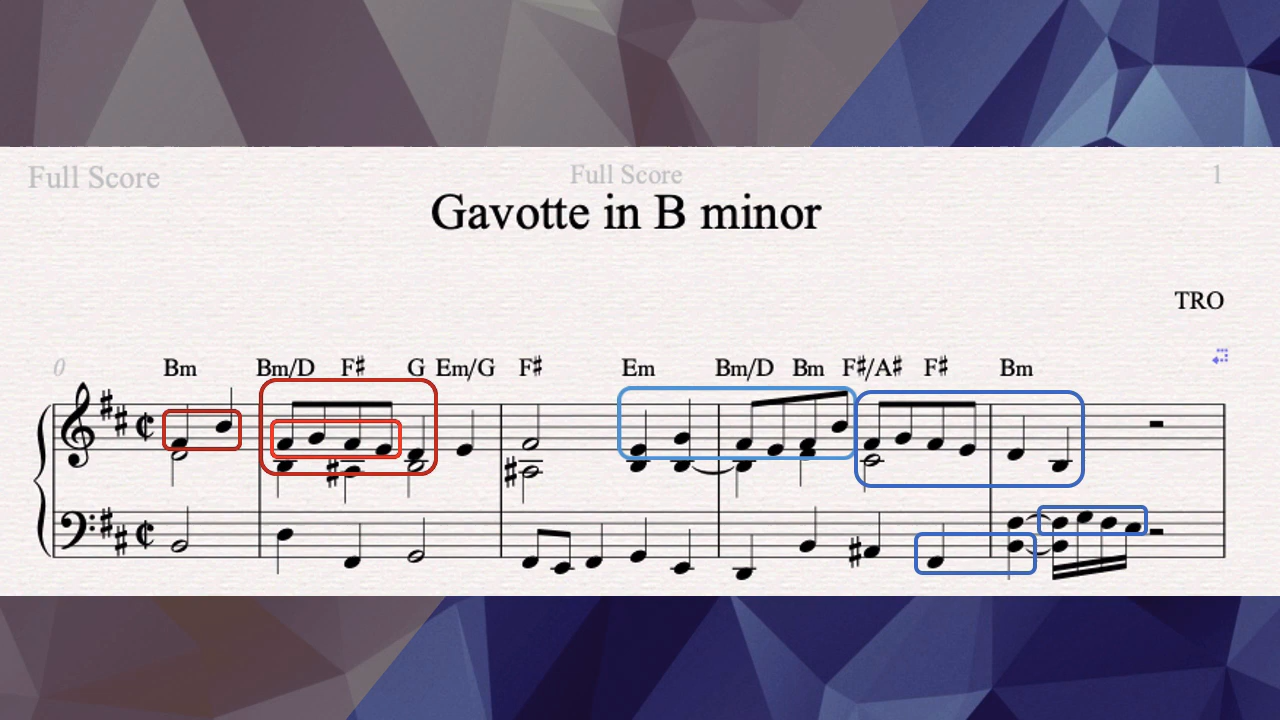 Full Score Full Score 1
Gavotte in B minor
TRO
0 Bm Bm/D F♯ G Em/G F♯ Em Bm/D Bm F♯/A♯ F♯ Bm